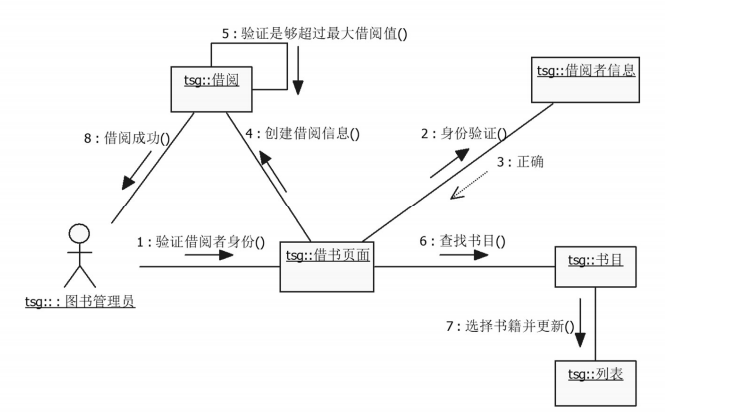 5 : 验证是够超过最大借阅值()
tsg::借阅
tsg::借阅者信息
8 : 借阅成功()
4 : 创建借阅信息()
2 : 身份验证()
3 : 正确
1 : 验证借阅者身份()
tsg::借书页面
6 : 查找书目()
tsg::书目
tsg:: : 图书管理员
7 : 选择书籍并更新()
tsg::列表